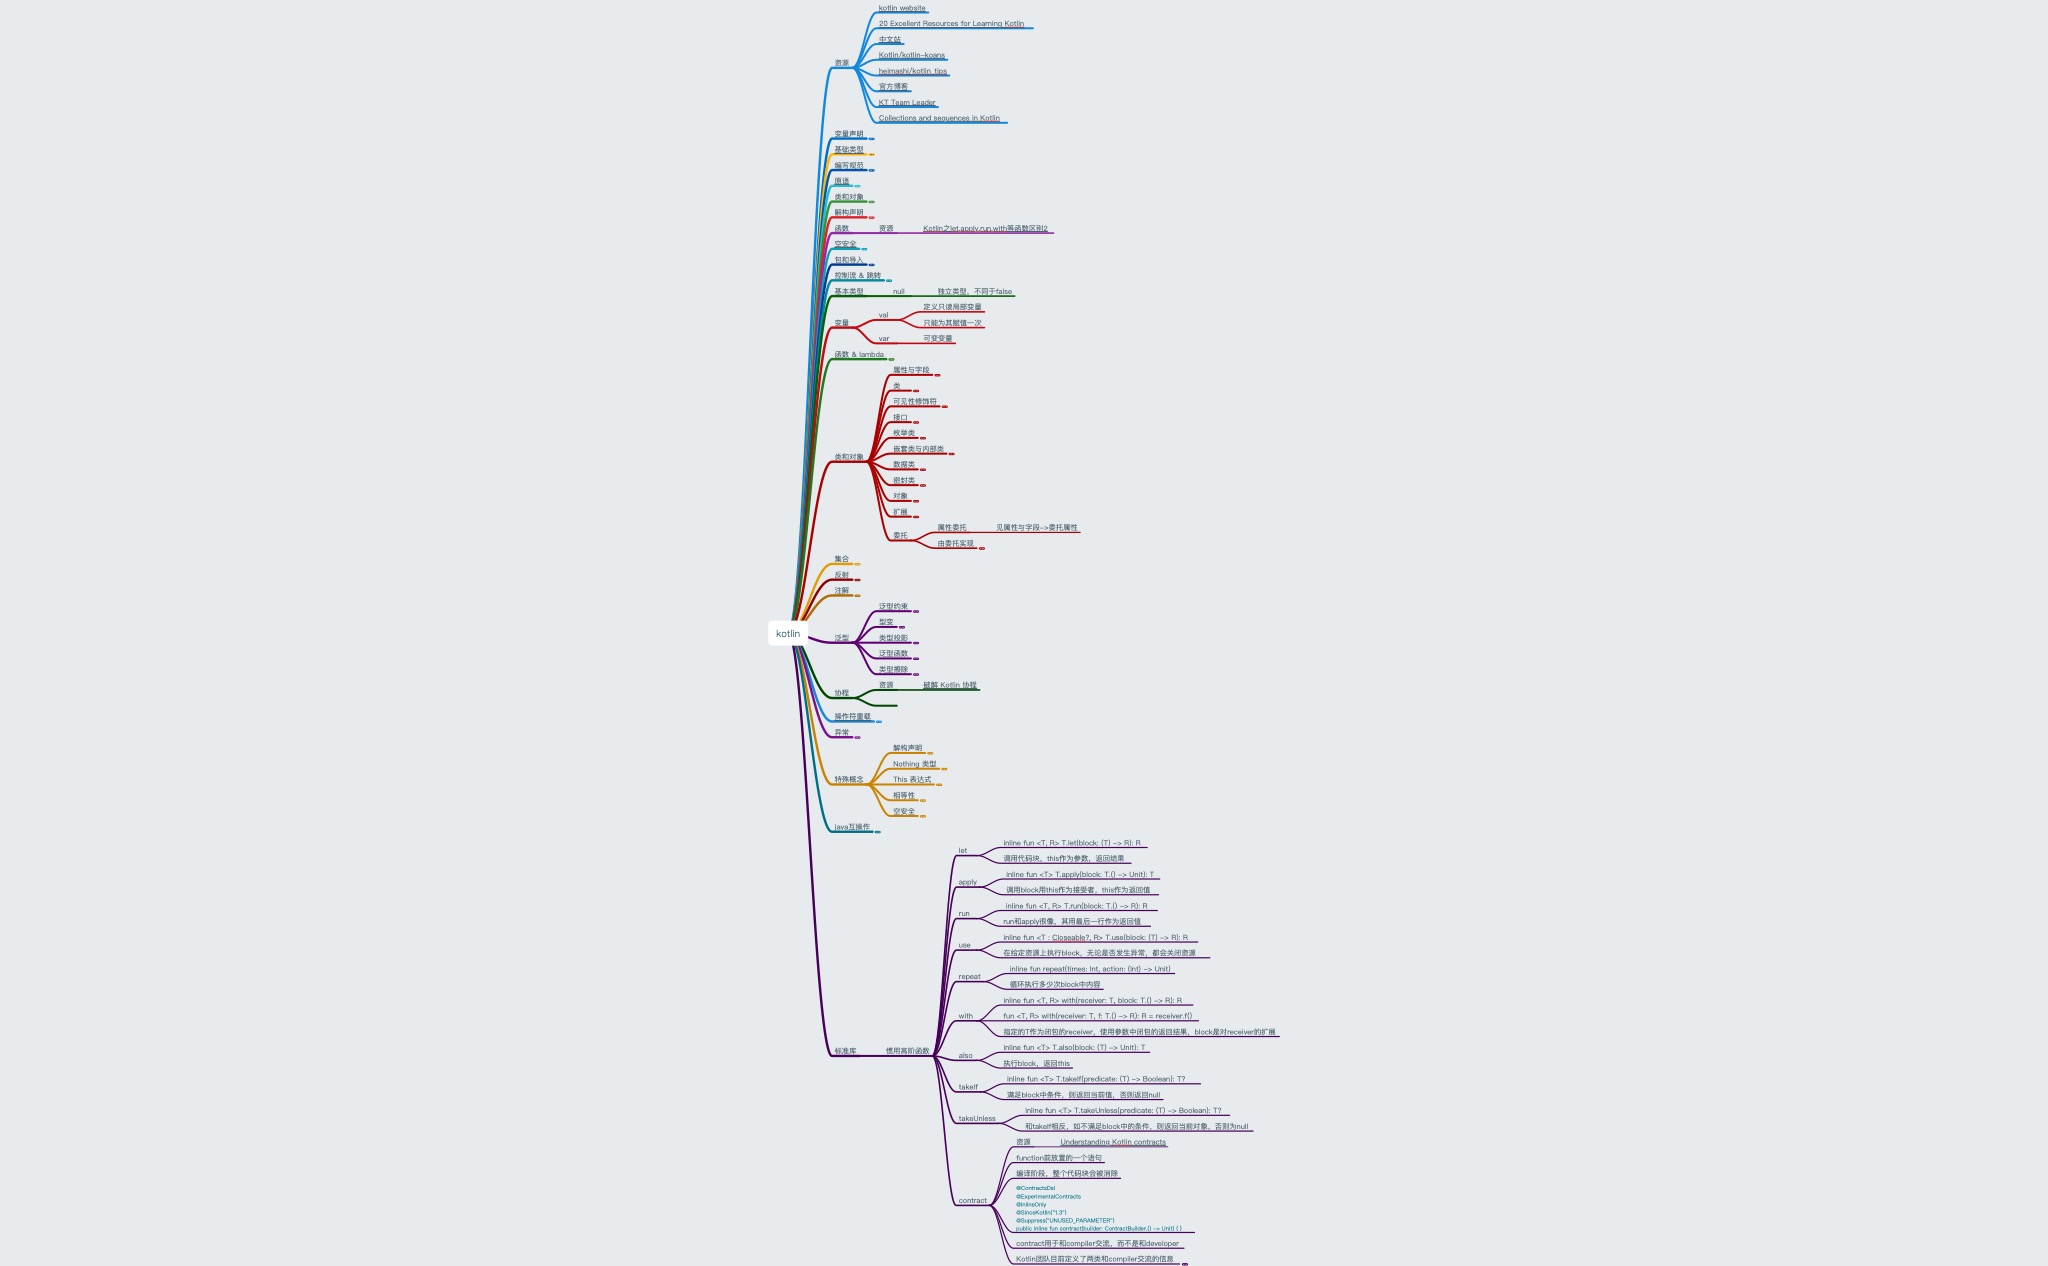 kotlin website
20 Excellent Resources for Learning Kotlin
中文站
Kotlin/kotlin-koans
资源
heimashi/kotlin_tips
官方博客
KT Team Leader
Collections and sequences in Kotlin
变量声明
基础类型
编写规范
原语
类和对象
解构声明
函数 资源 Kotlin之let,apply,run,with等函数区别2
空安全
包和导入
控制流 & 跳转
基本类型 null 独立类型，不同于false
定义只读局部变量
val
变量 只能为其赋值一次
var 可变变量
函数 & lambda
属性与字段
类
可见性修饰符
接口
枚举类
嵌套类与内部类
类和对象
数据类
密封类
对象
扩展
属性委托 见属性与字段->委托属性
委托
由委托实现
集合
反射
注解
泛型约束
型变
kotlin
泛型 类型投影
泛型函数
类型擦除
资源 破解 Kotlin 协程
协程
操作符重载
异常
解构声明
Nothing 类型
特殊概念 This 表达式
相等性
空安全
java互操作
inline fun <T, R> T.let(block: (T) -> R): R
let
调用代码块，this作为参数，返回结果
inline fun <T> T.apply(block: T.() -> Unit): T
apply
调用block用this作为接受者，this作为返回值
inline fun <T, R> T.run(block: T.() -> R): R
run
run和apply很像，其用最后一行作为返回值
inline fun <T : Closeable?, R> T.use(block: (T) -> R): R
use
在给定资源上执行block，无论是否发生异常，都会关闭资源
inline fun repeat(times: Int, action: (Int) -> Unit)
repeat
循环执行多少次block中内容
inline fun <T, R> with(receiver: T, block: T.() -> R): R
with fun <T, R> with(receiver: T, f: T.() -> R): R = receiver.f()
指定的T作为闭包的receiver，使用参数中闭包的返回结果，block是对receiver的扩展
标准库 惯用高阶函数
inline fun <T> T.also(block: (T) -> Unit): T
also
执行block，返回this
inline fun <T> T.takeIf(predicate: (T) -> Boolean): T?
takeIf
满足block中条件，则返回当前值，否则返回null
inline fun <T> T.takeUnless(predicate: (T) -> Boolean): T?
takeUnless
和takeIf相反，如不满足block中的条件，则返回当前对象，否则为null
资源 Understanding Kotlin contracts
function前放置的一个语句
编译阶段，整个代码块会被消除
@ContractsDsl
@ExperimentalContracts
contract
@InlineOnly
@SinceKotlin("1.3")
@Suppress("UNUSED_PARAMETER")
public inline fun contract(builder: ContractBuilder.() -> Unit) { }
contract用于和compiler交流，而不是和developer
Kotlin团队目前定义了两类和compiler交流的信息